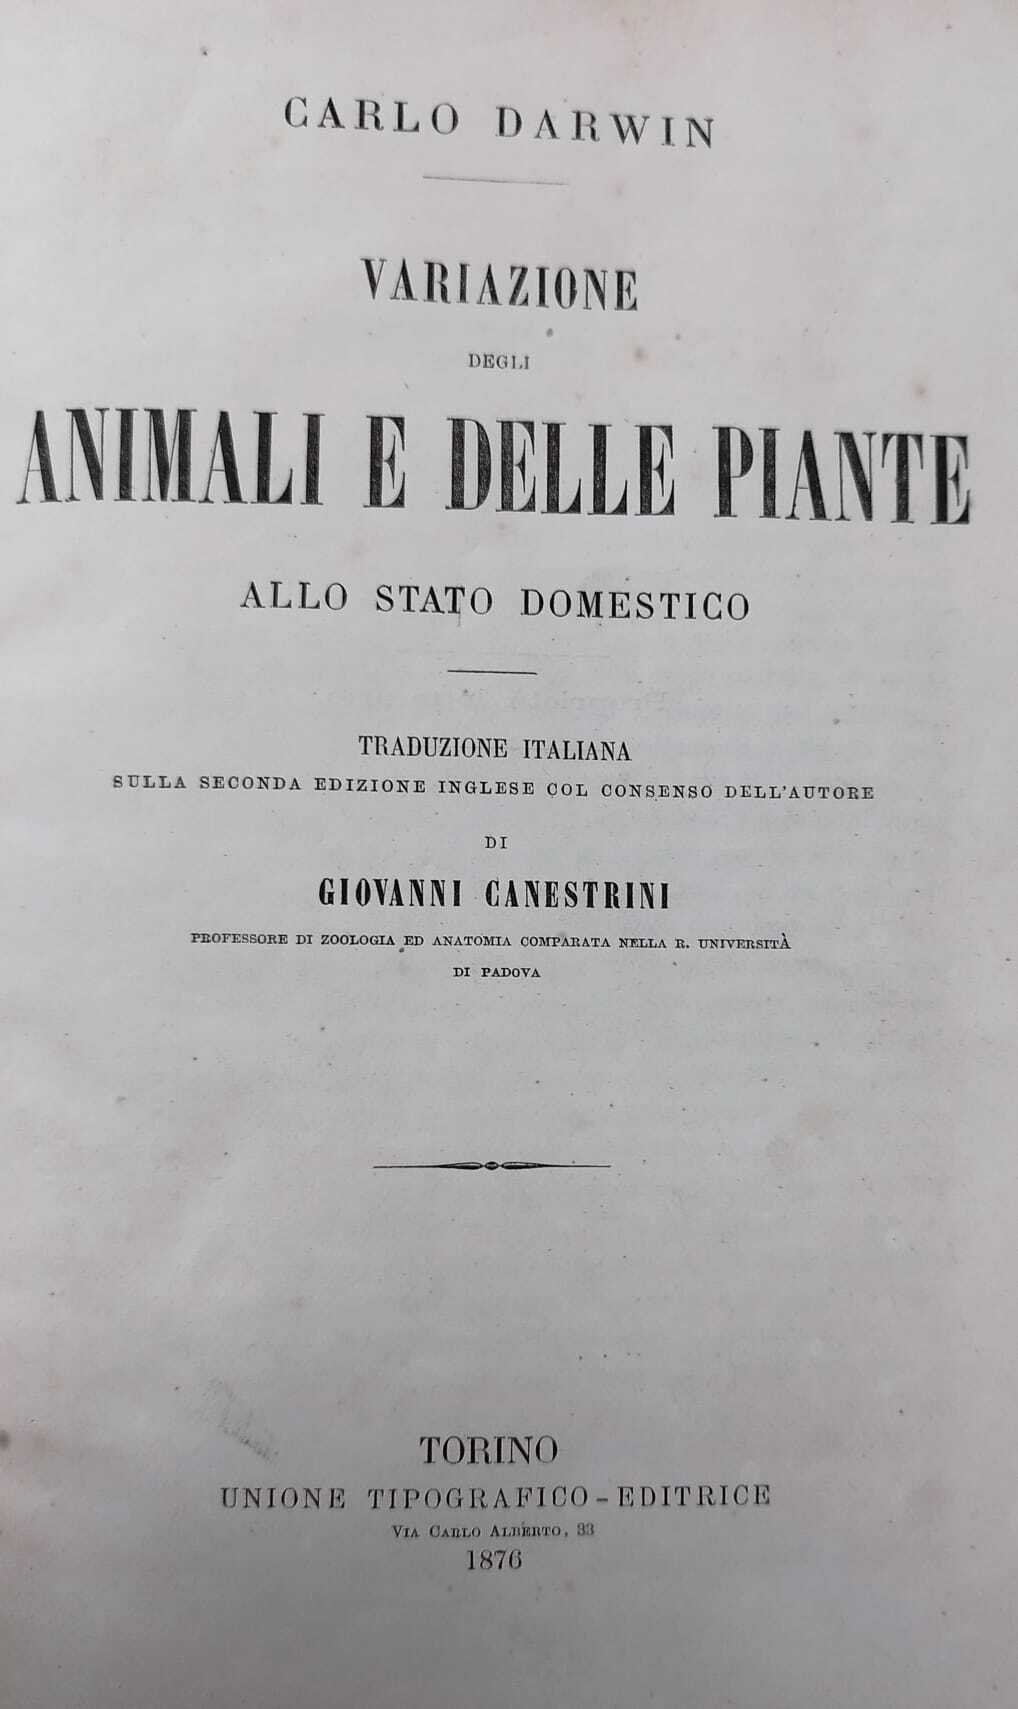 CARLO DARWIN
VARIAZIONE
DEGLI
ANIMALI E DELLE PIANTE
ALLO STATO DOMESTICO
TRADUZIONE ITALIANA
SULLA SECONDA EDIZIONE INGLESE COL CONSENSO DELL'AUTORE
DI
GIOVANNI CANESTRINI
PROFESSORE DI ZOOLOGIA ED ANATOMIA COMPARATA NELLA R. UNIVERSITÀ
DI PADOVA
TORINO
UNIONE TIPOGRAFICO-EDITRICE
VIA CARLO ALBERTO, 33
1876